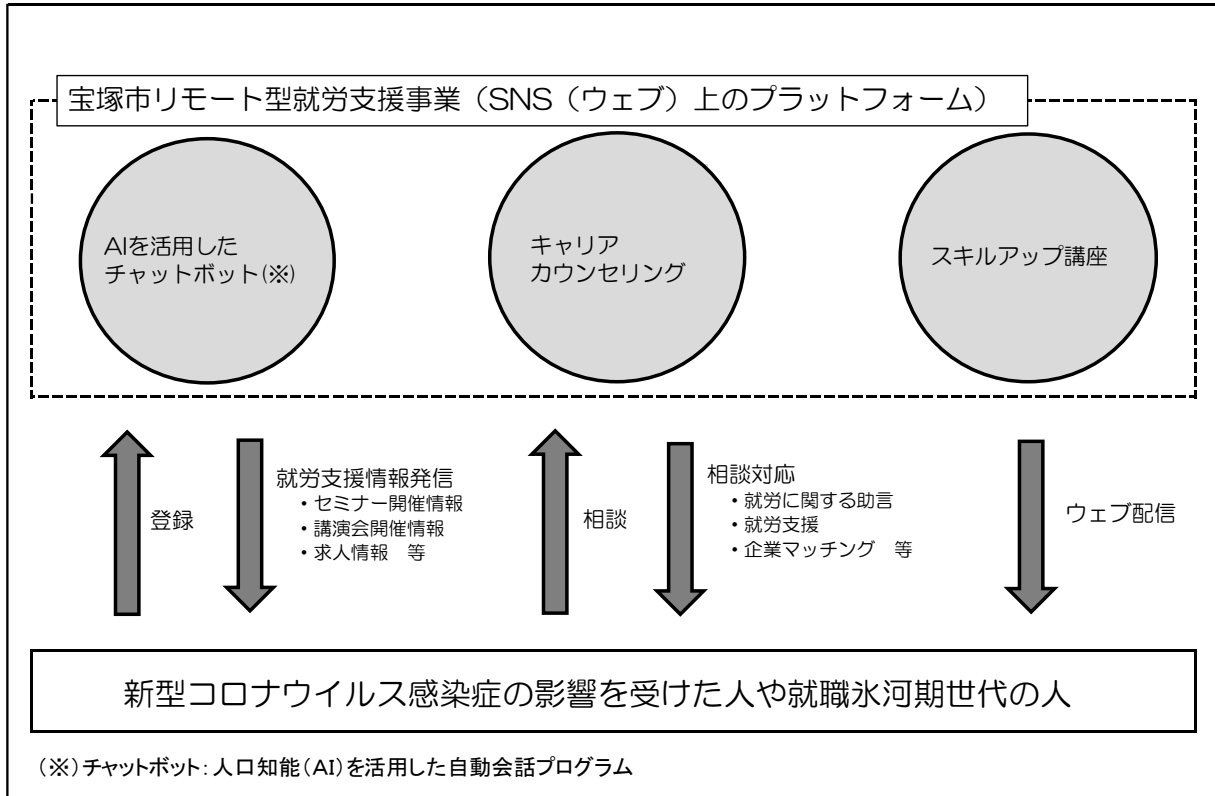 宝塚市リモート型就労支援事業（SNS（ウェブ）上のプラットフォーム）
AIを活用した
チャットボット(※)
キャリア
カウンセリング
スキルアップ講座
登録
就労支援情報発信
・セミナー開催情報
・講演会開催情報
・求人情報　等
相談
相談対応
・就労に関する助言
・就労支援
・企業マッチング　等
ウェブ配信
新型コロナウイルス感染症の影響を受けた人や就職氷河期世代の人
(※)チャットボット：人口知能(AI)を活用した自動会話プログラム